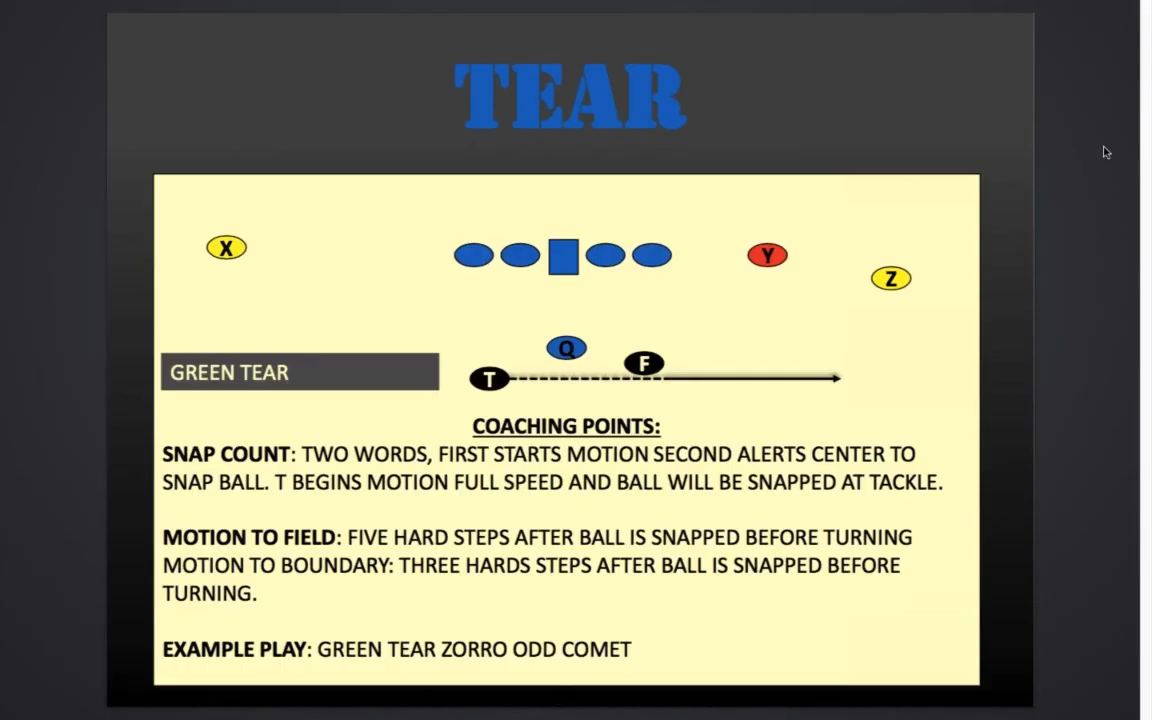 TEAR
X
Y
Z
Q
F
GREEN TEAR
T
COACHING POINTS:
SNAP COUNT: TWO WORDS, FIRST STARTS MOTION SECOND ALERTS CENTER TO
SNAP BALL. T BEGINS MOTION FULL SPEED AND BALL WILL BE SNAPPED AT TACKLE.
MOTION TO FIELD: FIVE HARD STEPS AFTER BALL IS SNAPPED BEFORE TURNING
MOTION TO BOUNDARY: THREE HARDS STEPS AFTER BALL IS SNAPPED BEFORE
TURNING.
EXAMPLE PLAY: GREEN TEAR ZORRO ODD COMET